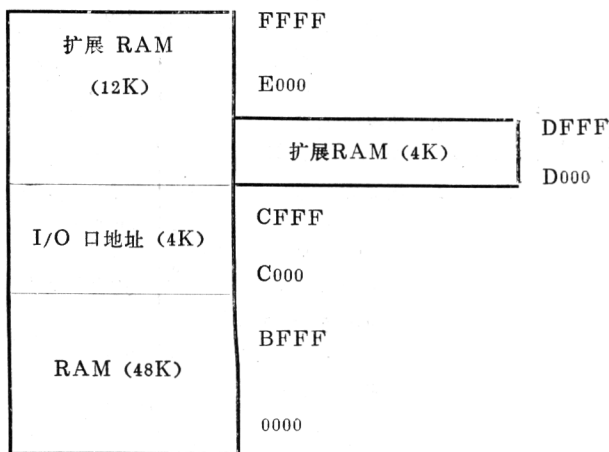 FFFF
扩展 RAM
(12K)
E000
DFFF
扩展RAM (4K)
D000
CFFF
I/O 口地址 (4K)
C000
BFFF
RAM (48K)
0000